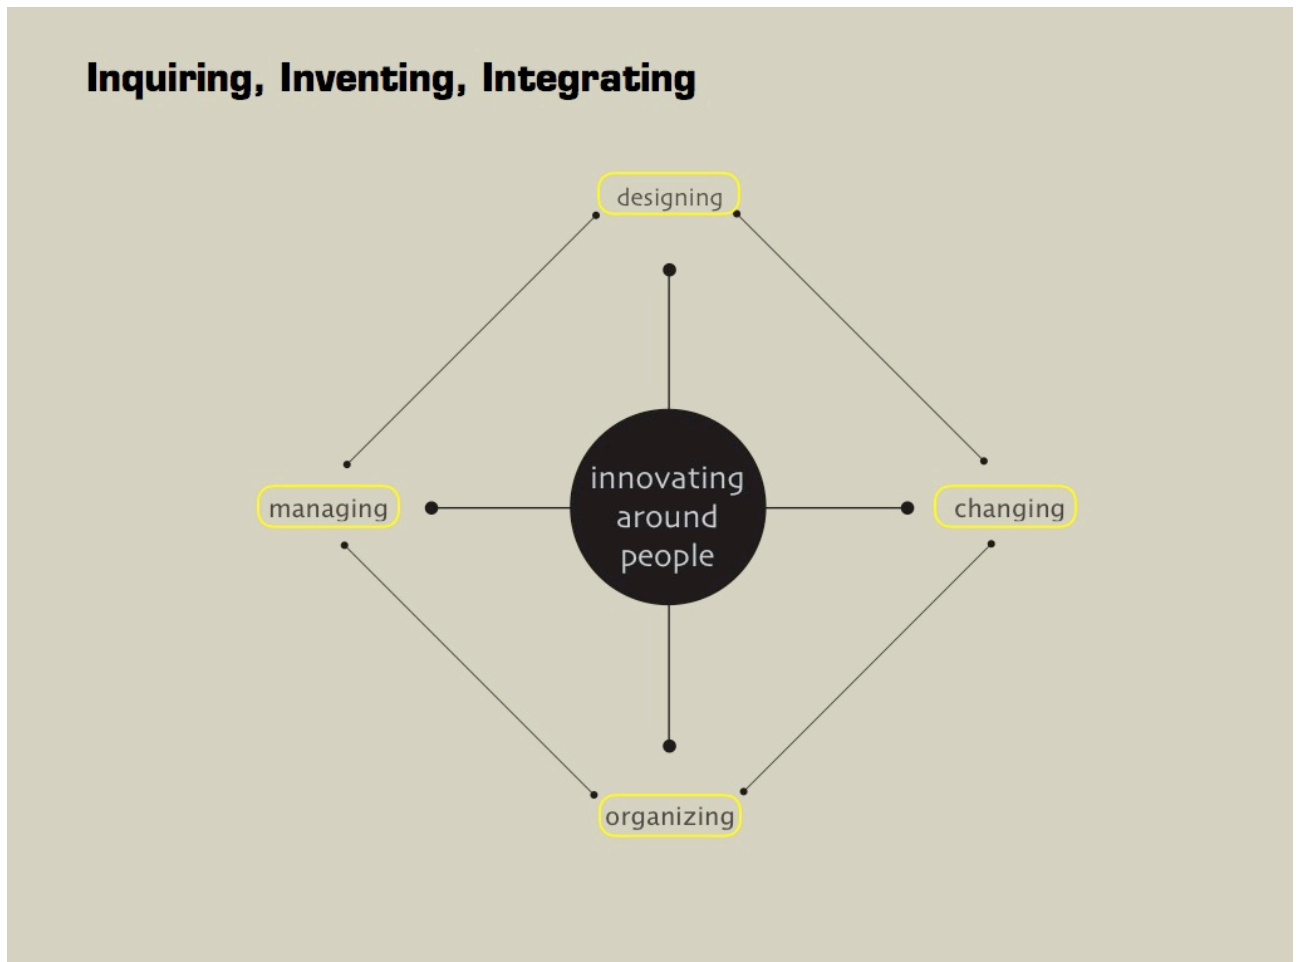 Inquiring, Inventing, Integrating
designing
innovating
around
people
managing
changing
organizing